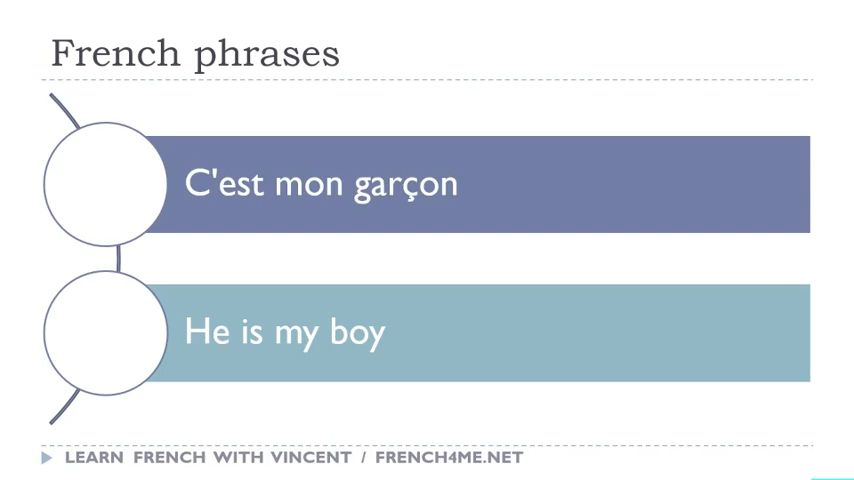 French phrases
C'est mon garçon
He is my boy
LEARN FRENCH WITH VINCENT / FRENCH4ME.NET